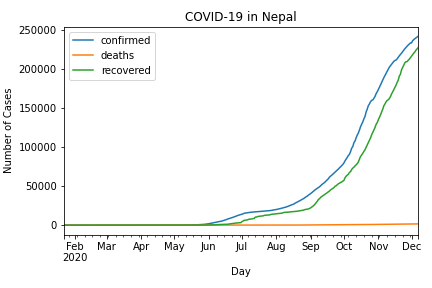 COVID-19 in Nepal
250000
200000
150000
100000
50000
0
Number of Cases
confirmed
deaths
recovered
Feb Mar Apr May Jun Jul Aug Sep Oct Nov Dec
2020
Day